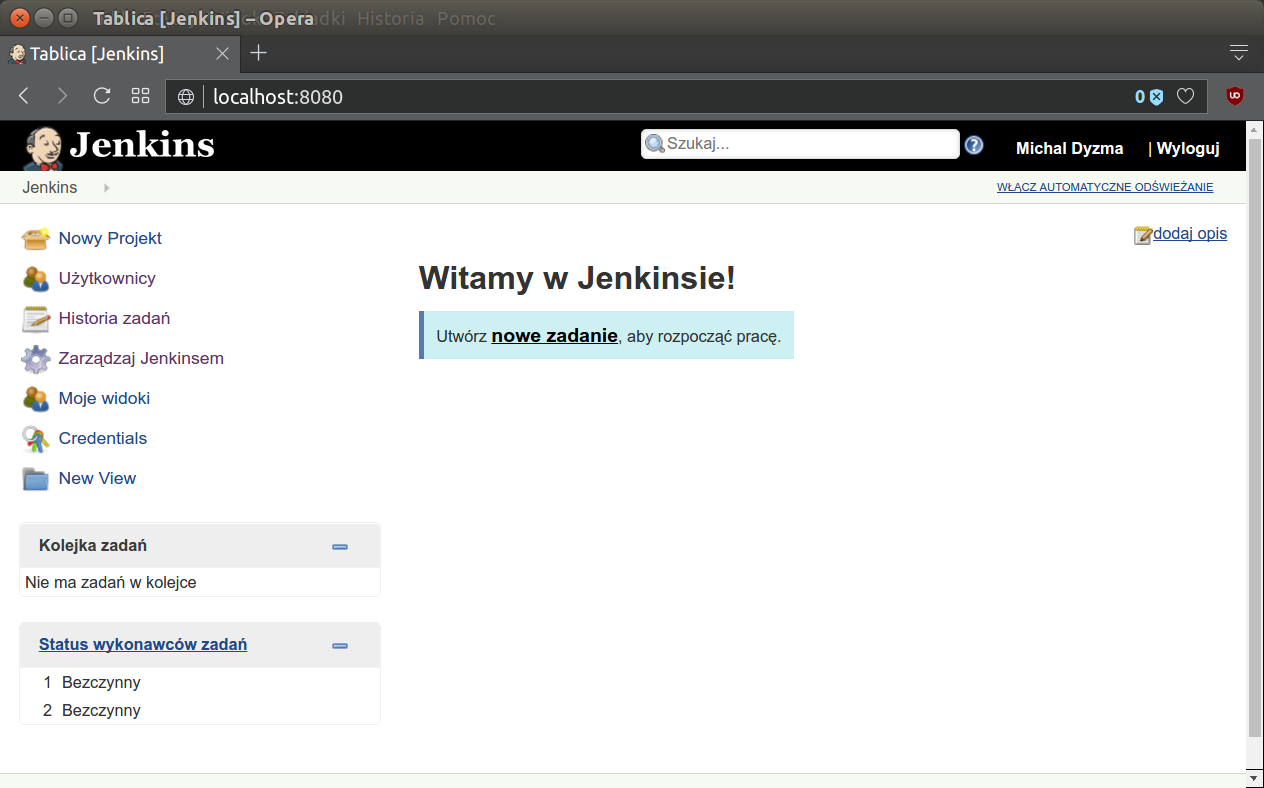 Tablica [Jenkins] – Opera
Historia Pomoc
Tablica [Jenkins]
localhost:8080
0
Jenkins
Szukaj...
Michal Dyzma
| Wyloguj
Jenkins
WŁĄCZ AUTOMATYCZNE ODŚWIEŻANIE
Nowy Projekt
Użytkownicy
Historia zadań
Zarządzaj Jenkinsem
Moje widoki
Credentials
New View
dodaj opis
Witamy w Jenkinsie!
Utwórz nowe zadanie, aby rozpocząć pracę.
Kolejka zadań
Nie ma zadań w kolejce
Status wykonawców zadań
1 Bezczynny
2 Bezczynny